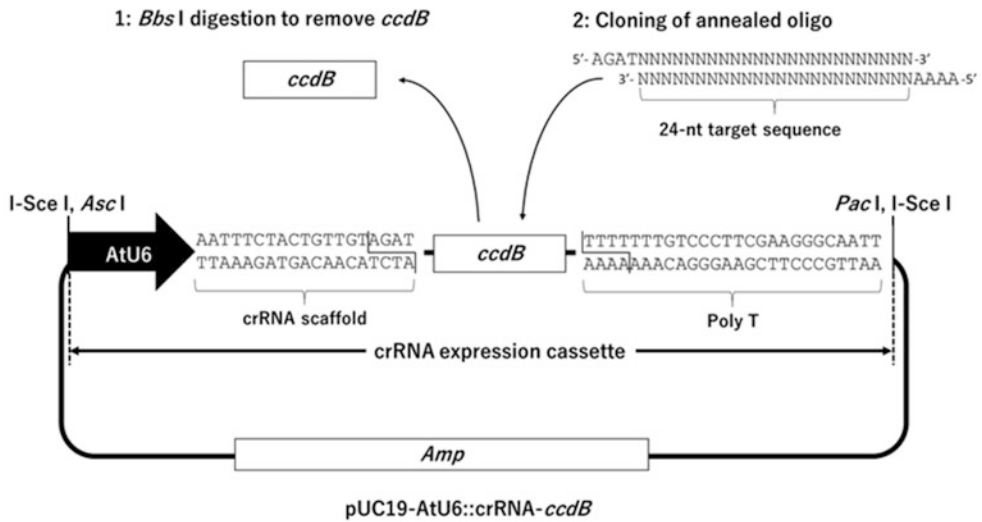 1: Bbs I digestion to remove ccdB
2: Cloning of annealed oligo
ccdB
5'- AGATNNNNNNNNNNNNNNNNNNNNNNNN-3'
3'- NNNNNNNNNNNNNNNNNNNNNNNNAAAA-5'
24-nt target sequence
I-Sce I, Asc I
Pac I, I-Sce I
AtU6
AATTTCTACTGTTGTAGAT
TTAAAGATGACAACATCTA
ccdB
TTTTTTTGTCCCTTCGAAGGGCAATT
AAAAAAACAGGGAAGCTTCCCGTTAA
crRNA scaffold
Poly T
crRNA expression cassette
Amp
pUC19-AtU6::crRNA-ccdB